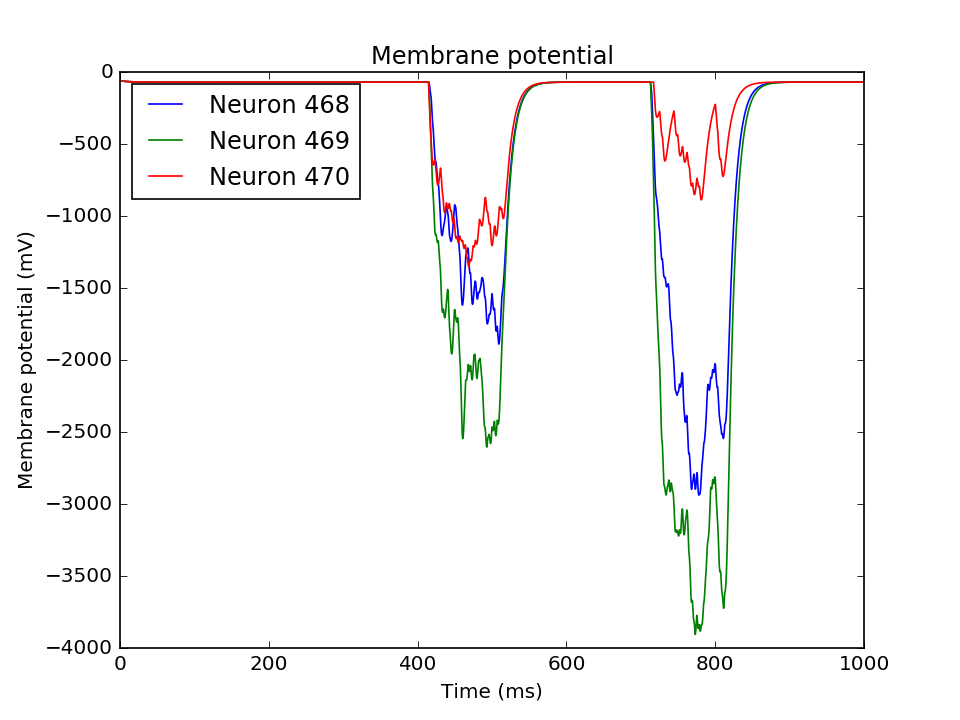 Membrane potential
Neuron 468
Neuron 469
Neuron 470
Membrane potential (mV)
0
−500
−1000
−1500
−2000
−2500
−3000
−3500
−4000
0 200 400 600 800 1000
Time (ms)